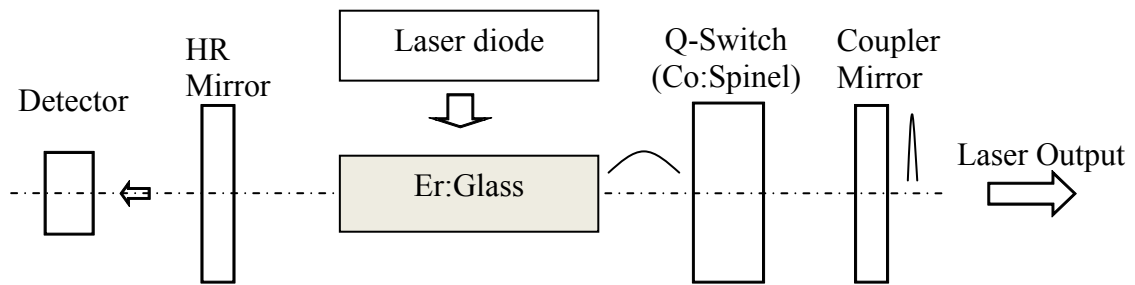 Detector
HR
Mirror
Laser diode
Er:Glass
Q-Switch
(Co:Spinel)
Coupler
Mirror
Laser Output